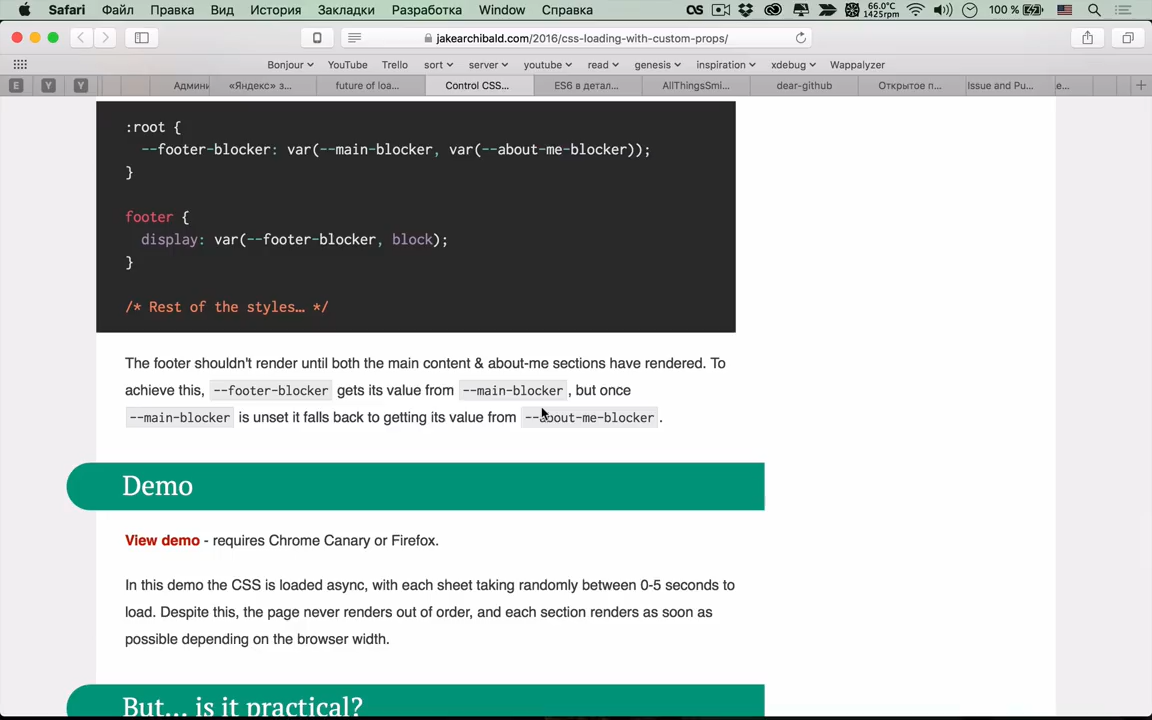 Safari Файл Правка Вид История Закладки Разработка Window Справка 66.0°C 1425rpm 100 %
jakearchibald.com/2016/css-loading-with-custom-props/
Bonjour YouTube Trello sort server youtube read genesis inspiration xdebug Wappalyzer
E Y Y Админи «Яндекс» з... future of loa... Control CSS... ES6 в детал... AllThingsSmi... dear-github Открытое п... Issue and Pu... e...
:root {
--footer-blocker: var(--main-blocker, var(--about-me-blocker));
}
footer {
display: var(--footer-blocker, block);
}
/* Rest of the styles… */
The footer shouldn't render until both the main content & about-me sections have rendered. To
achieve this, --footer-blocker gets its value from --main-blocker, but once
--main-blocker is unset it falls back to getting its value from --about-me-blocker.
Demo
View demo - requires Chrome Canary or Firefox.
In this demo the CSS is loaded async, with each sheet taking randomly between 0-5 seconds to
load. Despite this, the page never renders out of order, and each section renders as soon as
possible depending on the browser width.
But... is it practical?